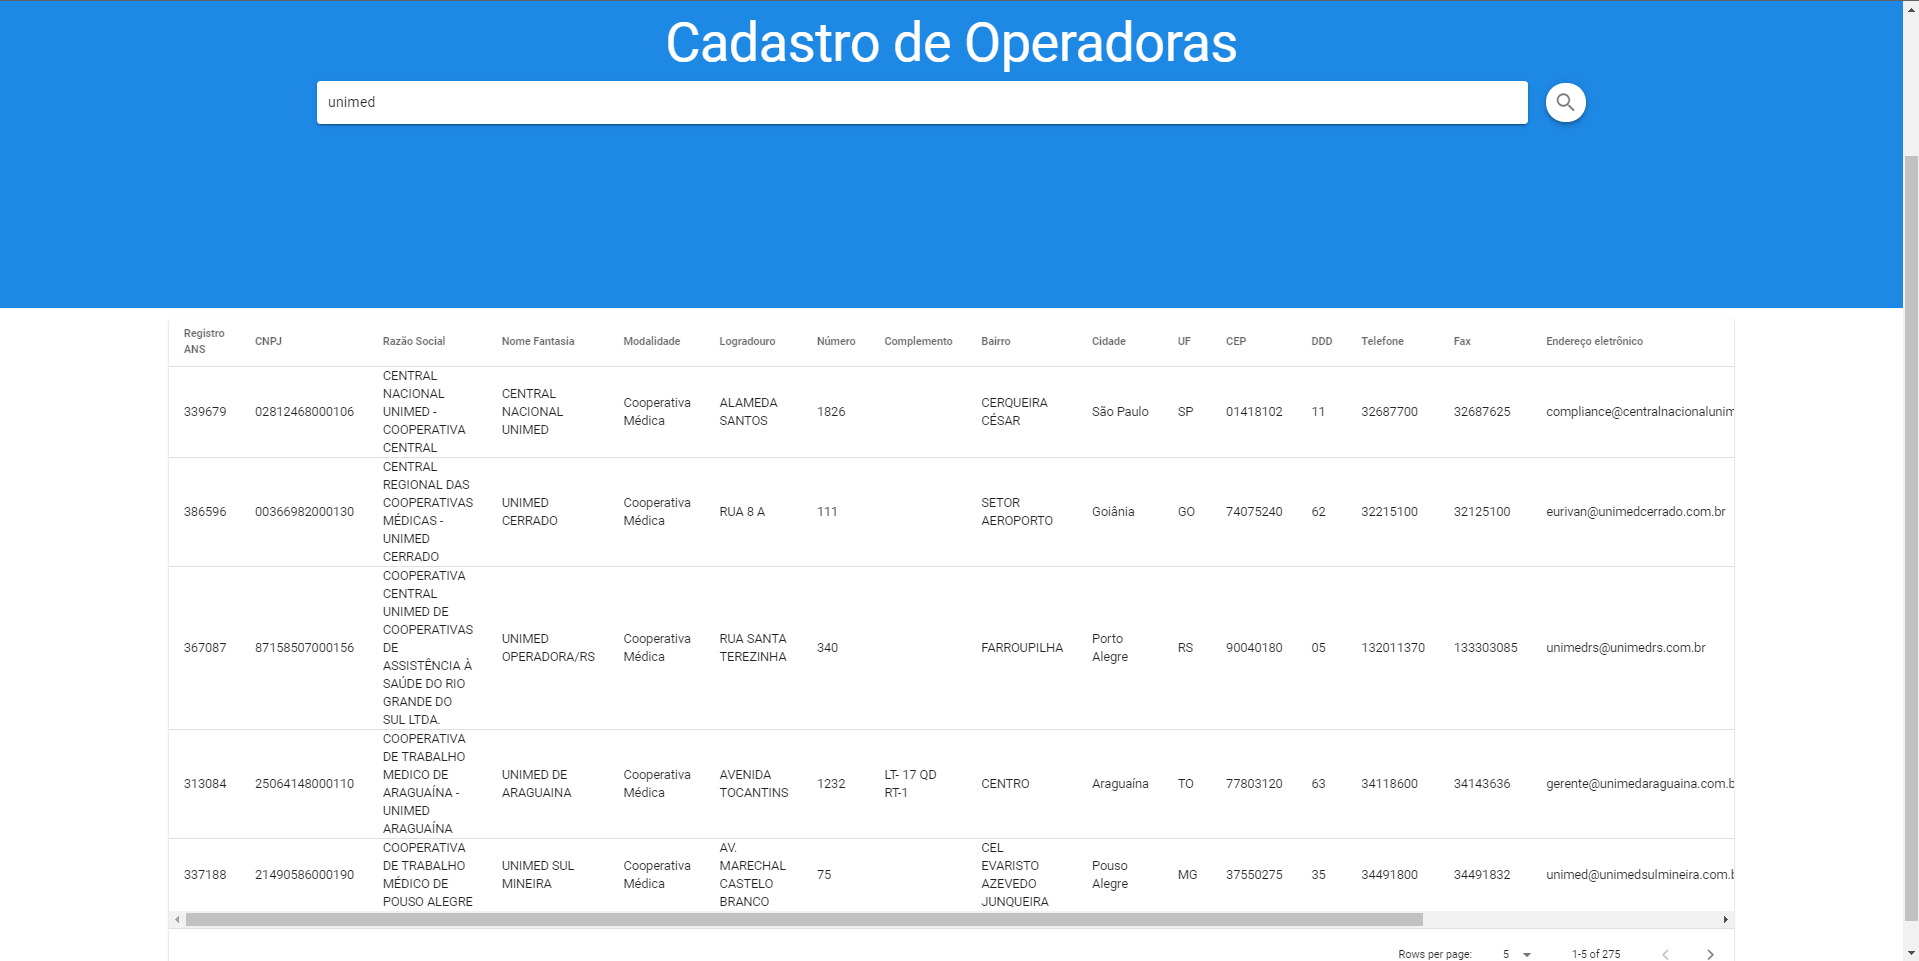 Cadastro de Operadoras
unimed
Registro ANS CNPJ Razão Social Nome Fantasia Modalidade Logradouro Número Complemento Bairro Cidade UF CEP DDD Telefone Fax Endereço eletrônico
339679 02812468000106 CENTRAL NACIONAL UNIMED - COOPERATIVA CENTRAL CENTRAL NACIONAL UNIMED Cooperativa Médica ALAMEDA SANTOS 1826 CERQUEIRA CÉSAR São Paulo SP 01418102 11 32687700 32687625 compliance@centralnacionalunim
386596 00366982000130 CENTRAL REGIONAL DAS COOPERATIVAS MÉDICAS - UNIMED CERRADO UNIMED CERRADO Cooperativa Médica RUA 8 A 111 SETOR AEROPORTO Goiânia GO 74075240 62 32215100 32125100 eurivan@unimedcerrado.com.br
367087 87158507000156 COOPERATIVA CENTRAL UNIMED DE COOPERATIVAS DE ASSISTÊNCIA À SAÚDE DO RIO GRANDE DO SUL LTDA. UNIMED OPERADORA/RS Cooperativa Médica RUA SANTA TEREZINHA 340 FARROUPILHA Porto Alegre RS 90040180 05 132011370 133303085 unimedrs@unimedrs.com.br
313084 25064148000110 COOPERATIVA DE TRABALHO MEDICO DE ARAGUAÍNA - UNIMED ARAGUAÍNA UNIMED DE ARAGUAINA Cooperativa Médica AVENIDA TOCANTINS 1232 LT- 17 QD RT-1 CENTRO Araguaína TO 77803120 63 34118600 34143636 gerente@unimedaraguaina.com.b
337188 21490586000190 COOPERATIVA DE TRABALHO MÉDICO DE POUSO ALEGRE UNIMED SUL MINEIRA Cooperativa Médica AV. MARECHAL CASTELO BRANCO 75 CEL EVARISTO AZEVEDO JUNQUEIRA Pouso Alegre MG 37550275 35 34491800 34491832 unimed@unimedsulmineira.com.b
Rows per page: 5 1-5 of 275